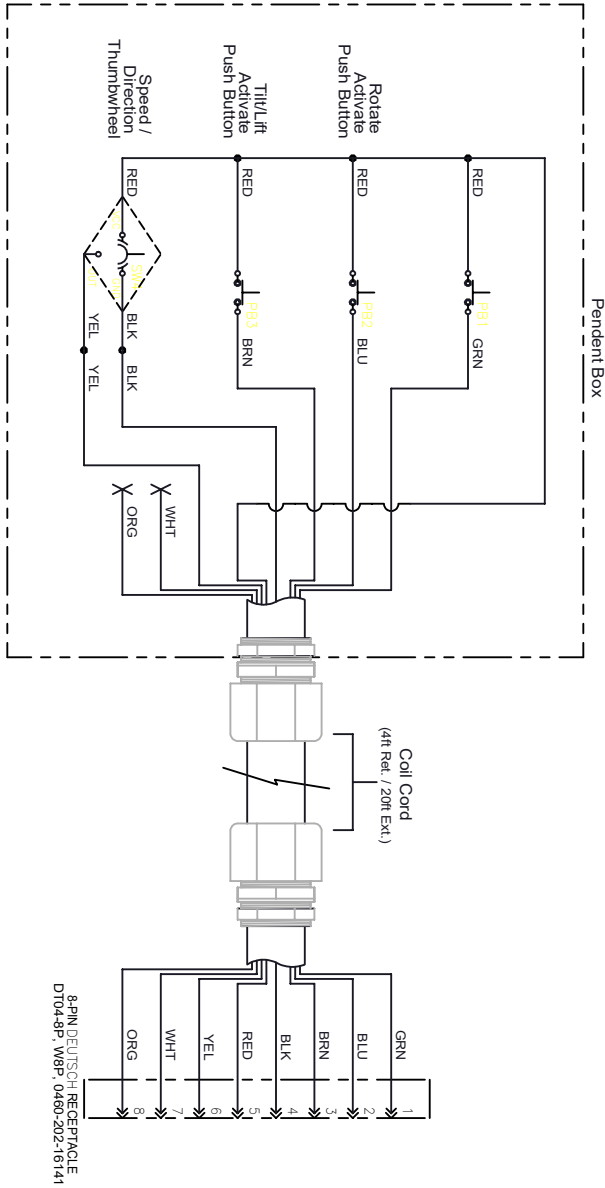 Pendent Box
RED PB1 GRN
Rotate
Activate
Push Button
RED PB2 BLU
Tilt/Lift
Activate
Push Button
RED PB3 BRN
Speed /
Direction
Thumbwheel
RED BLK BLK
YEL YEL
WHT
ORG
Coil Cord
(4ft Ret. / 20ft Ext.)
GRN 1
BLU 2
BRN 3
BLK 4
RED 5
YEL 6
WHT 7
ORG 8
8-PIN DEUTSCH RECEPTACLE
DT04-8P, W8P, 0460-202-16141